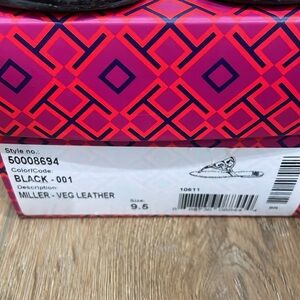 Style no.:
50008694
Color/Code:
BLACK - 001
Description:
MILLER - VEG LEATHER
Size:
9.5
10611